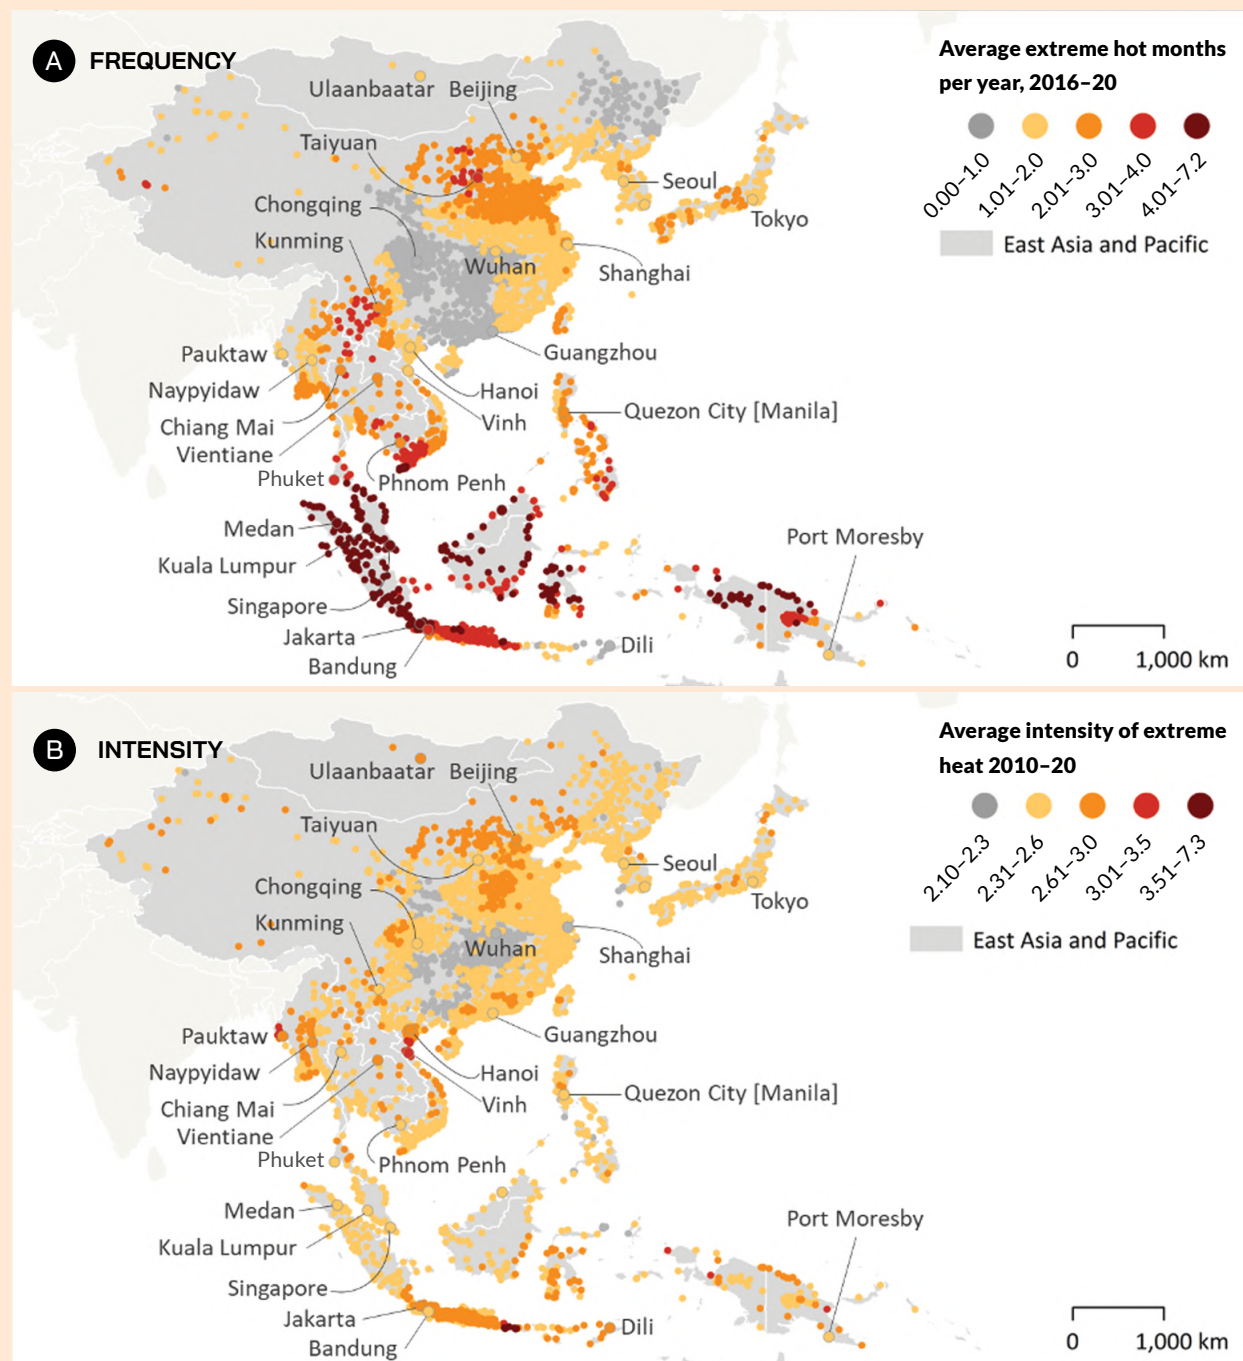 A FREQUENCY
Average extreme hot months
per year, 2016–20
0.00–1.0
1.01–2.0
2.01–3.0
3.01–4.0
4.01–7.2
East Asia and Pacific
Ulaanbaatar
Beijing
Taiyuan
Seoul
Chongqing
Tokyo
Kunming
Wuhan
Shanghai
Pauktaw
Guangzhou
Naypyidaw
Hanoi
Quezon City [Manila]
Chiang Mai
Vinh
Vientiane
Phuket
Phnom Penh
Medan
Port Moresby
Kuala Lumpur
Singapore
Jakarta
Dili
Bandung
0 1,000 km
B INTENSITY
Average intensity of extreme
heat 2010–20
2.10–2.3
2.31–2.6
2.61–3.0
3.01–3.5
3.51–7.3
East Asia and Pacific
Ulaanbaatar
Beijing
Taiyuan
Seoul
Chongqing
Tokyo
Kunming
Wuhan
Shanghai
Pauktaw
Guangzhou
Naypyidaw
Hanoi
Quezon City [Manila]
Chiang Mai
Vinh
Vientiane
Phuket
Phnom Penh
Medan
Port Moresby
Kuala Lumpur
Singapore
Jakarta
Dili
Bandung
0 1,000 km